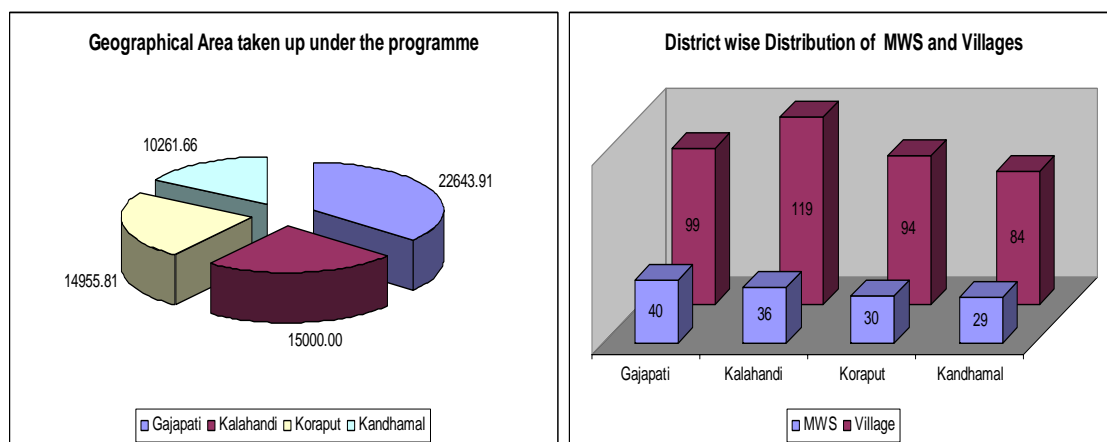 Geographical Area taken up under the programme
10261.66
22643.91
14955.81
15000.00
Gajapati Kalahandi Koraput Kandhamal
District wise Distribution of MWS and Villages
99
119
94
84
40
36
30
29
Gajapati Kalahandi Koraput Kandhamal
MWS Village